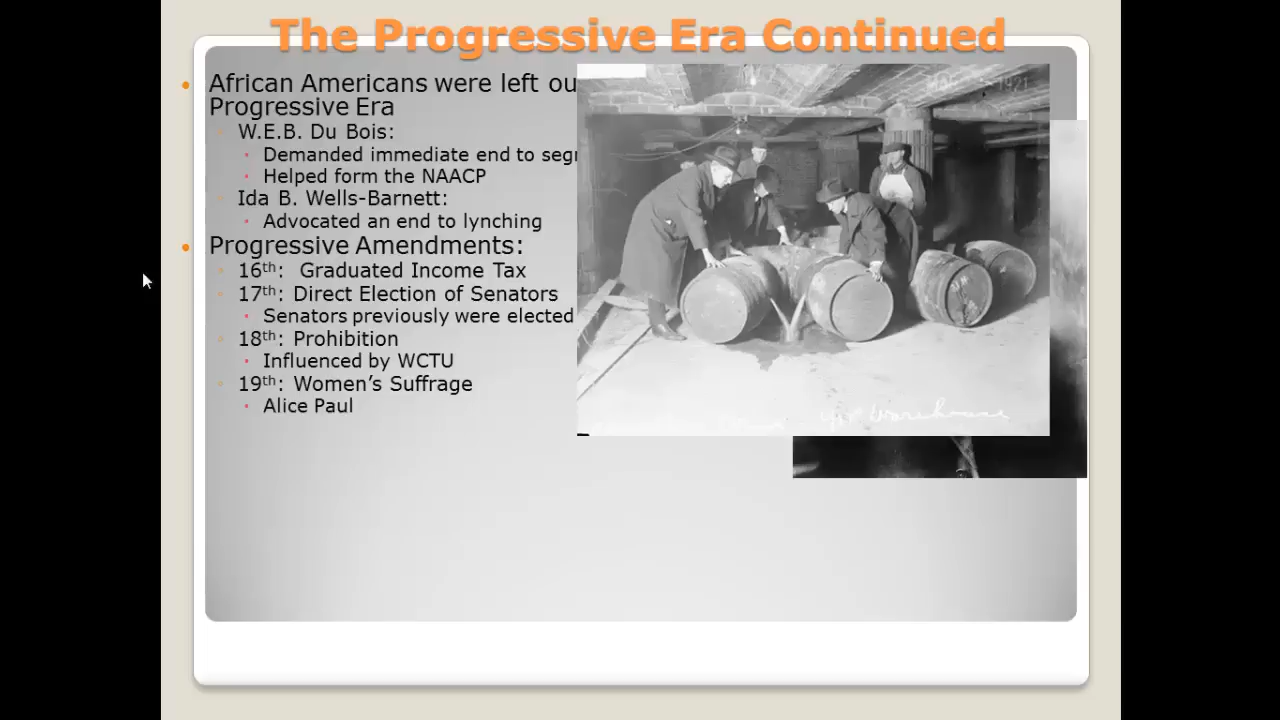 The Progressive Era Continued
African Americans were left ou
Progressive Era
W.E.B. Du Bois:
Demanded immediate end to segr
Helped form the NAACP
Ida B. Wells-Barnett:
Advocated an end to lynching
Progressive Amendments:
16th: Graduated Income Tax
17th: Direct Election of Senators
Senators previously were elected
18th: Prohibition
Influenced by WCTU
19th: Women’s Suffrage
Alice Paul
Warehouse